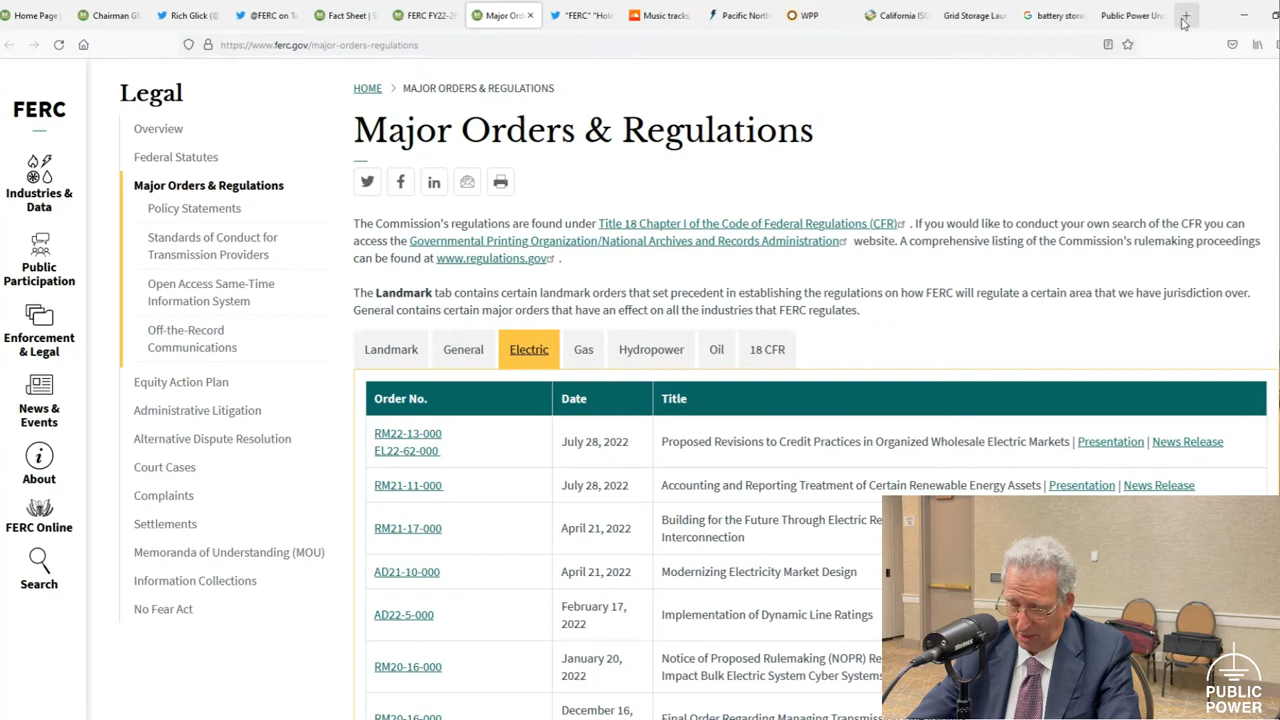 Home Page |
Chairman Gli
Rich Glick (@
@FERC on Tw
Fact Sheet | S
FERC FY22-2
Major Ord
"FERC" "Hold
Music tracks,
Pacific North
WPP
California ISO
Grid Storage Lau
battery stora
Public Power Und
https://www.ferc.gov/major-orders-regulations
FERC
Industries &
Data
Public
Participation
Enforcement
& Legal
News &
Events
About
FERC Online
Search
Legal
Overview
Federal Statutes
Major Orders & Regulations
Policy Statements
Standards of Conduct for
Transmission Providers
Open Access Same-Time
Information System
Off-the-Record
Communications
Equity Action Plan
Administrative Litigation
Alternative Dispute Resolution
Court Cases
Complaints
Settlements
Memoranda of Understanding (MOU)
Information Collections
No Fear Act
HOME > MAJOR ORDERS & REGULATIONS
Major Orders & Regulations
The Commission's regulations are found under Title 18 Chapter I of the Code of Federal Regulations (CFR) . If you would like to conduct your own search of the CFR you can
access the Governmental Printing Organization/National Archives and Records Administration website. A comprehensive listing of the Commission's rulemaking proceedings
can be found at www.regulations.gov .
The Landmark tab contains certain landmark orders that set precedent in establishing the regulations on how FERC will regulate a certain area that we have jurisdiction over.
General contains certain major orders that have an effect on all the industries that FERC regulates.
Landmark General Electric Gas Hydropower Oil 18 CFR
Order No. Date Title
RM22-13-000
EL22-62-000
July 28, 2022
Proposed Revisions to Credit Practices in Organized Wholesale Electric Markets | Presentation | News Release
RM21-11-000 July 28, 2022 Accounting and Reporting Treatment of Certain Renewable Energy Assets | Presentation | News Release
RM21-17-000 April 21, 2022
Building for the Future Through Electric Re
Interconnection
AD21-10-000 April 21, 2022 Modernizing Electricity Market Design
AD22-5-000
February 17,
2022
Implementation of Dynamic Line Ratings
RM20-16-000
January 20,
2022
Notice of Proposed Rulemaking (NOPR) Re
Impact Bulk Electric System Cyber Systems
RM20-16-000
December 16,
Final Order Regarding Managing Transmission
PUBLIC
POWER